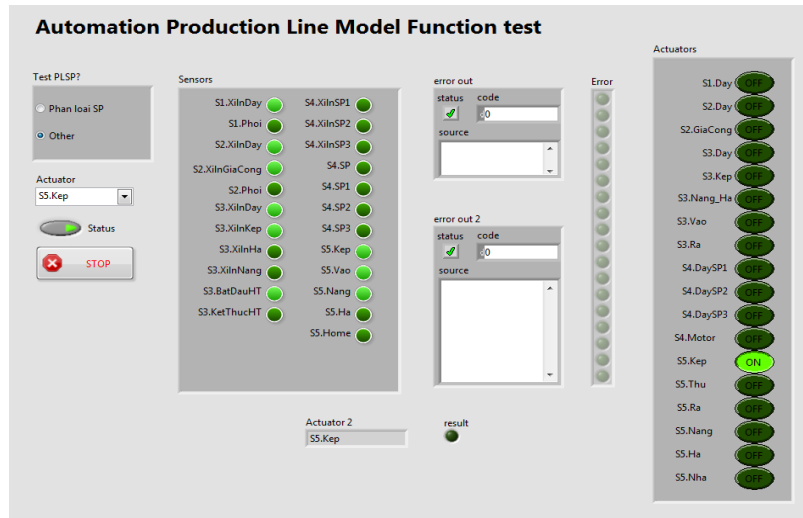 Automation Production Line Model Function test
Test PLSP?
Phan loai SP
Other
Actuator
S5.Kep
Status
STOP
Sensors
S1.XilnDay
S1.Phoi
S2.XilnDay
S2.XilnGiaCong
S2.Phoi
S3.XilnDay
S3.XilnKep
S3.XilnHa
S3.XilnNang
S3.BatDauHT
S3.KetThucHT
S4.XilnSP1
S4.XilnSP2
S4.XilnSP3
S4.SP
S4.SP1
S4.SP2
S4.SP3
S5.Kep
S5.Vao
S5.Nang
S5.Ha
S5.Home
Actuator 2
S5.Kep
result
error out
status code
0
source
error out 2
status code
0
source
Error
Actuators
S1.Day OFF
S2.Day OFF
S2.GiaCong OFF
S3.Day OFF
S3.Kep OFF
S3.Nang_Ha OFF
S3.Vao OFF
S3.Ra OFF
S4.DaySP1 OFF
S4.DaySP2 OFF
S4.DaySP3 OFF
S4.Motor OFF
S5.Kep ON
S5.Thu OFF
S5.Ra OFF
S5.Nang OFF
S5.Ha OFF
S5.Nha OFF